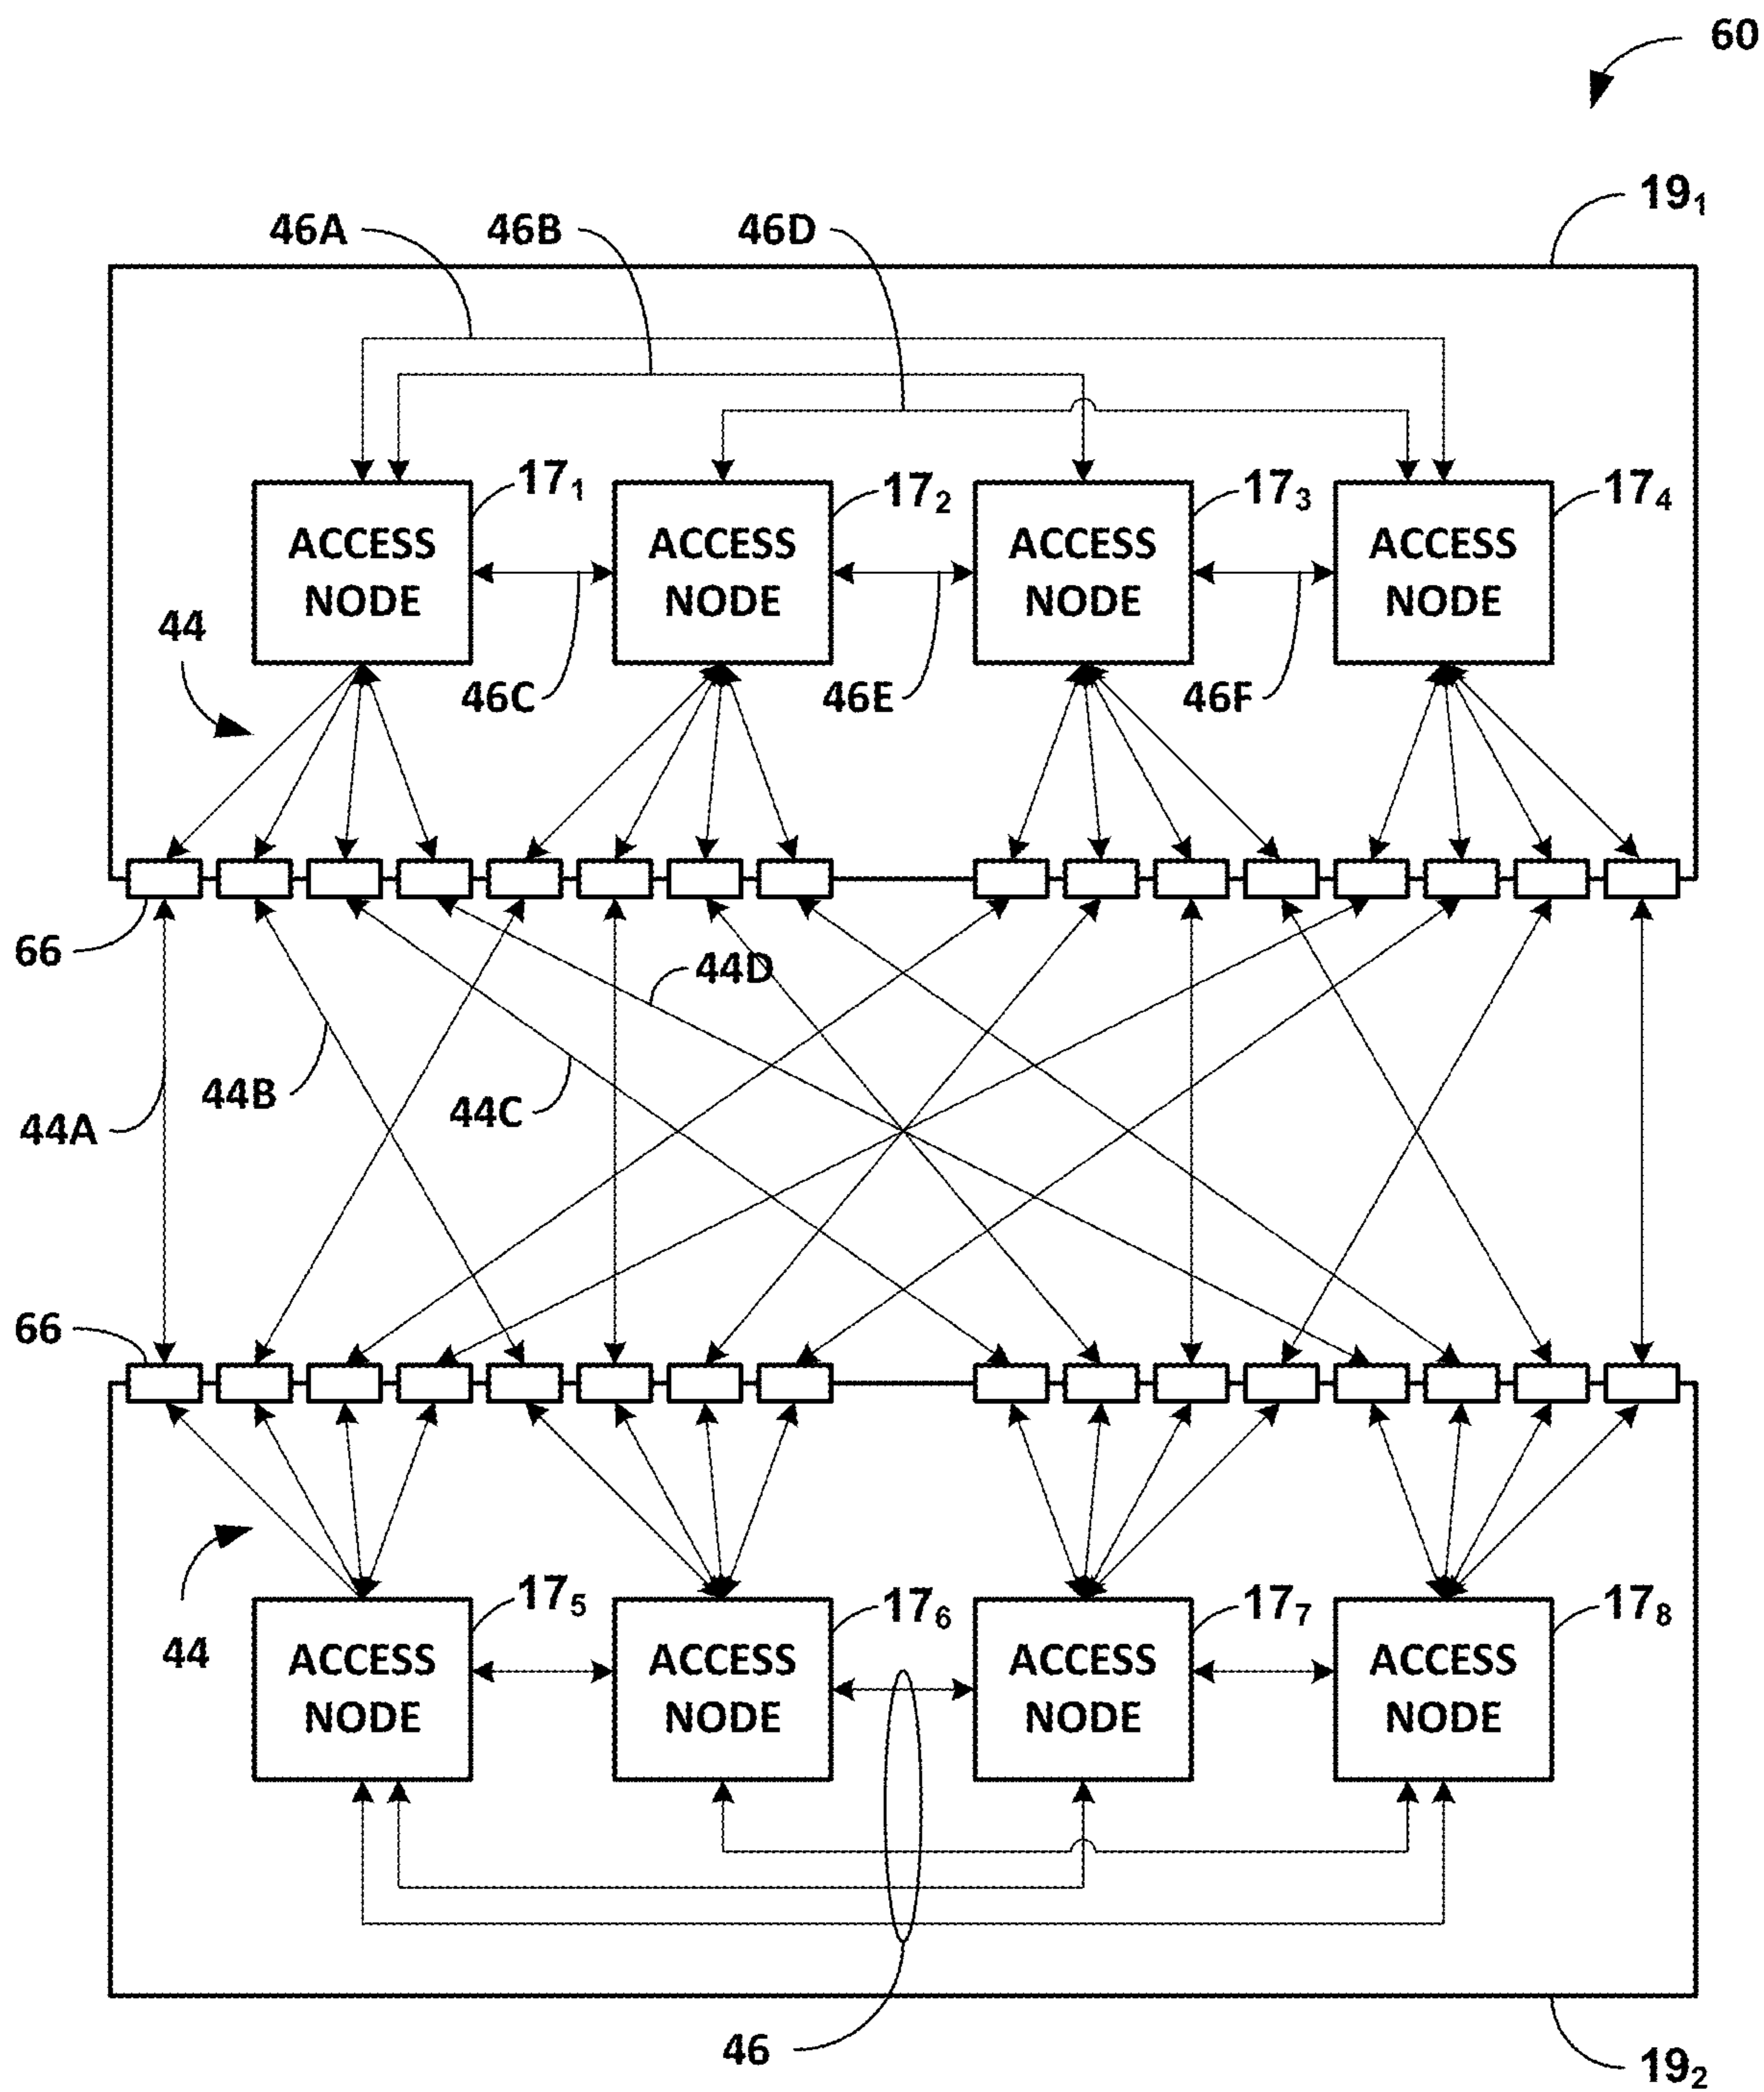 60
19₁
46A 46B 46D
17₁ 17₂ 17₃ 17₄
ACCESS NODE
ACCESS NODE
ACCESS NODE
ACCESS NODE
44
46C 46E 46F
66
44D
44B
44C
44A
66
17₅ 17₆ 17₇ 17₈
44
ACCESS NODE
ACCESS NODE
ACCESS NODE
ACCESS NODE
46
19₂